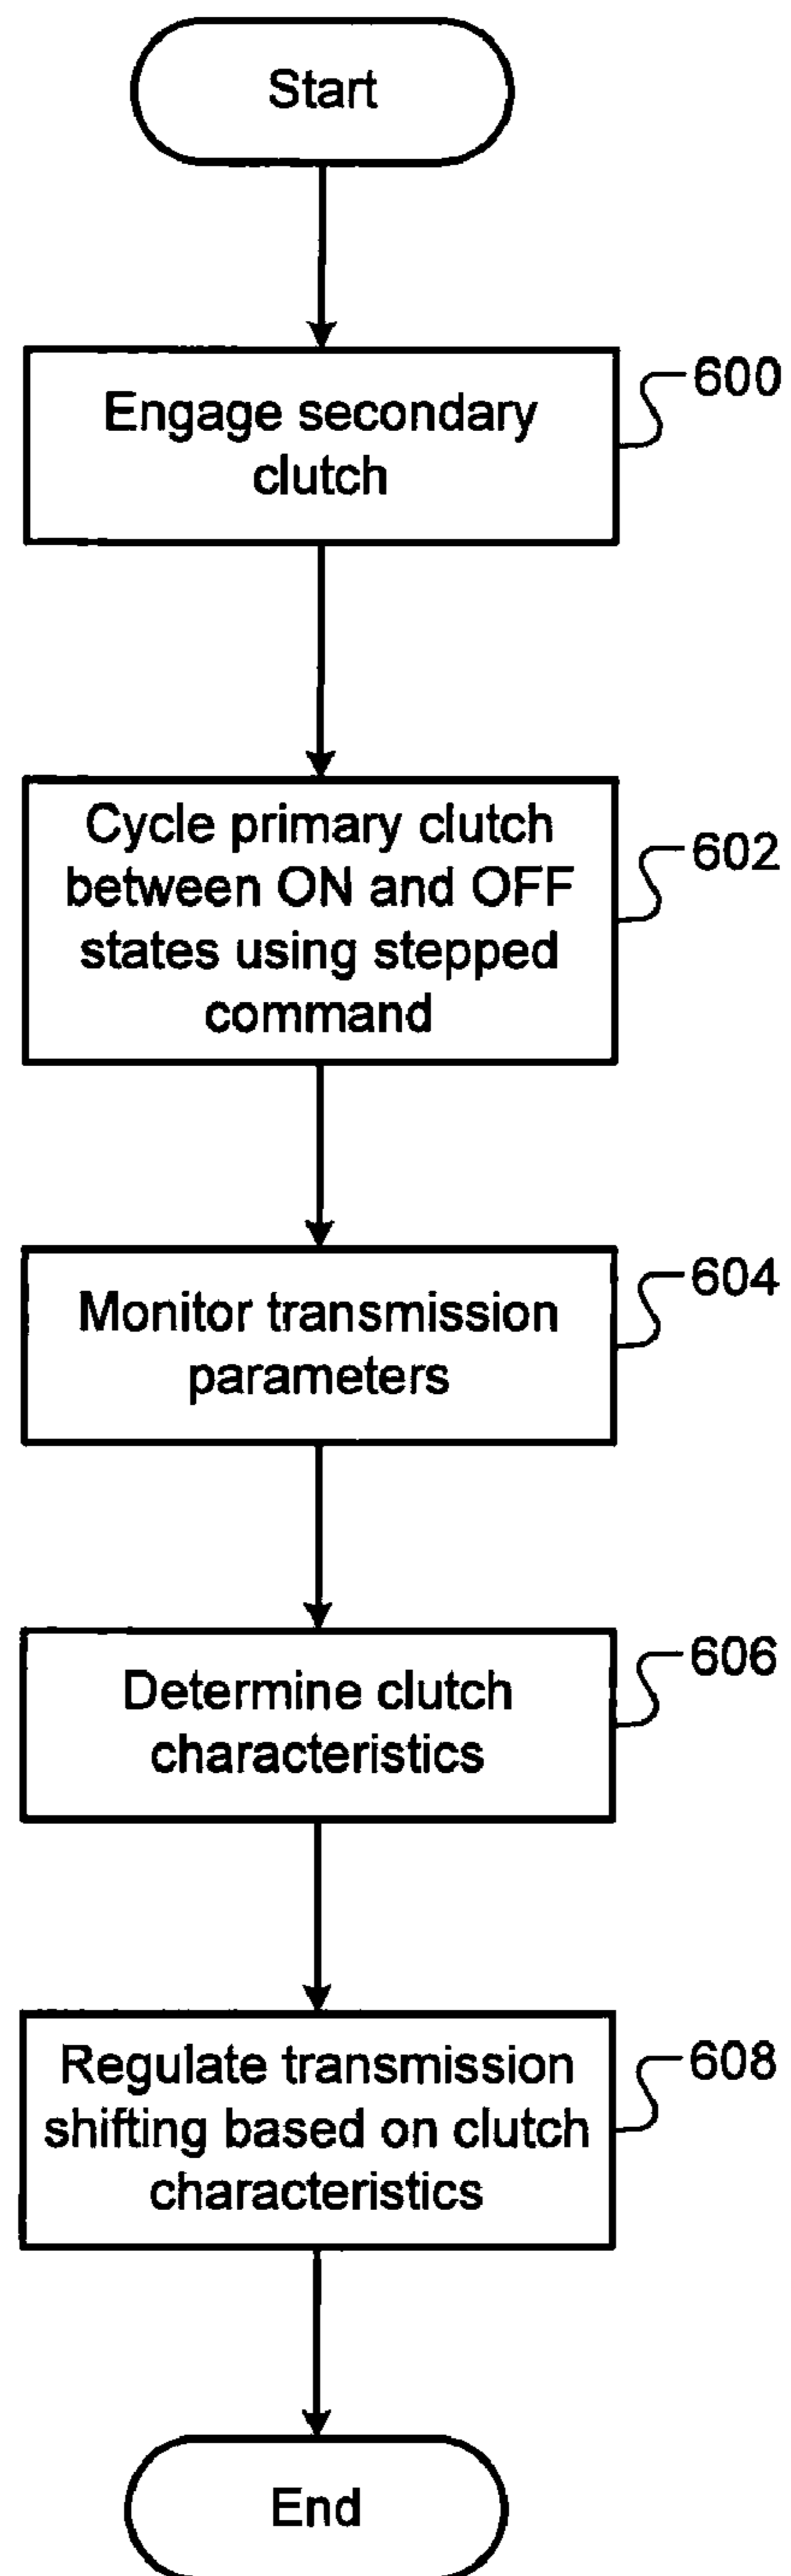 Start
600
Engage secondary
clutch
602
Cycle primary clutch
between ON and OFF
states using stepped
command
604
Monitor transmission
parameters
606
Determine clutch
characteristics
608
Regulate transmission
shifting based on clutch
characteristics
End